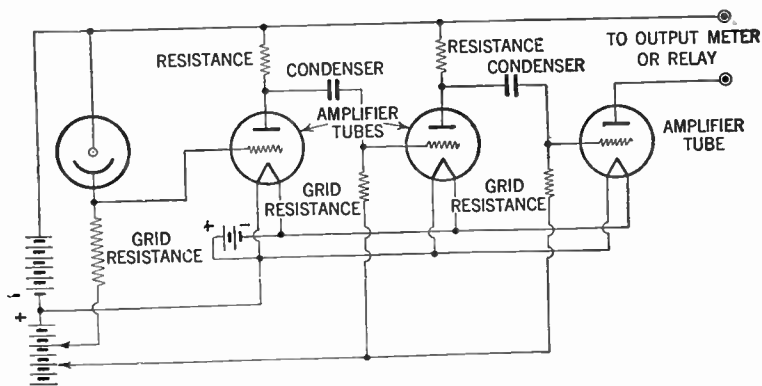 RESISTANCE
RESISTANCE
CONDENSER
CONDENSER
TO OUTPUT METER
OR RELAY
AMPLIFIER
TUBES
AMPLIFIER
TUBE
GRID
RESISTANCE
GRID
RESISTANCE
GRID
RESISTANCE
+ -
-
+